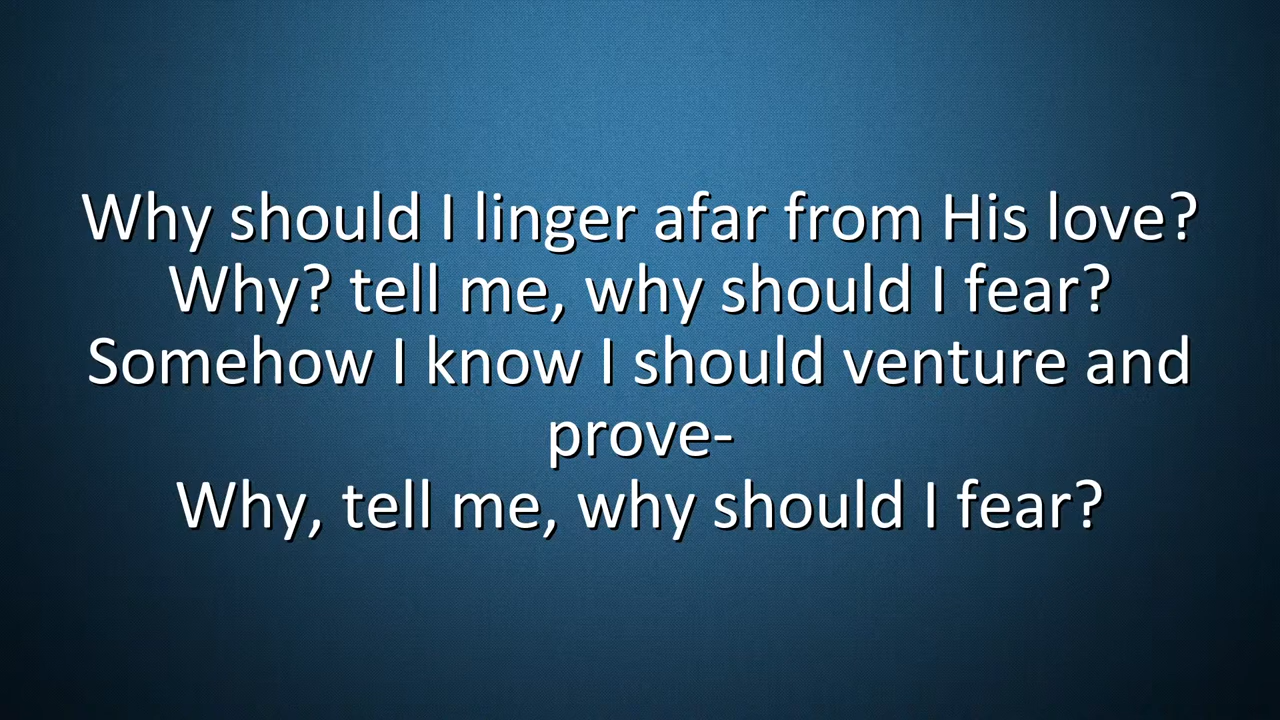 Why should I linger afar from His love?
Why? tell me, why should I fear?
Somehow I know I should venture and
prove-
Why, tell me, why should I fear?